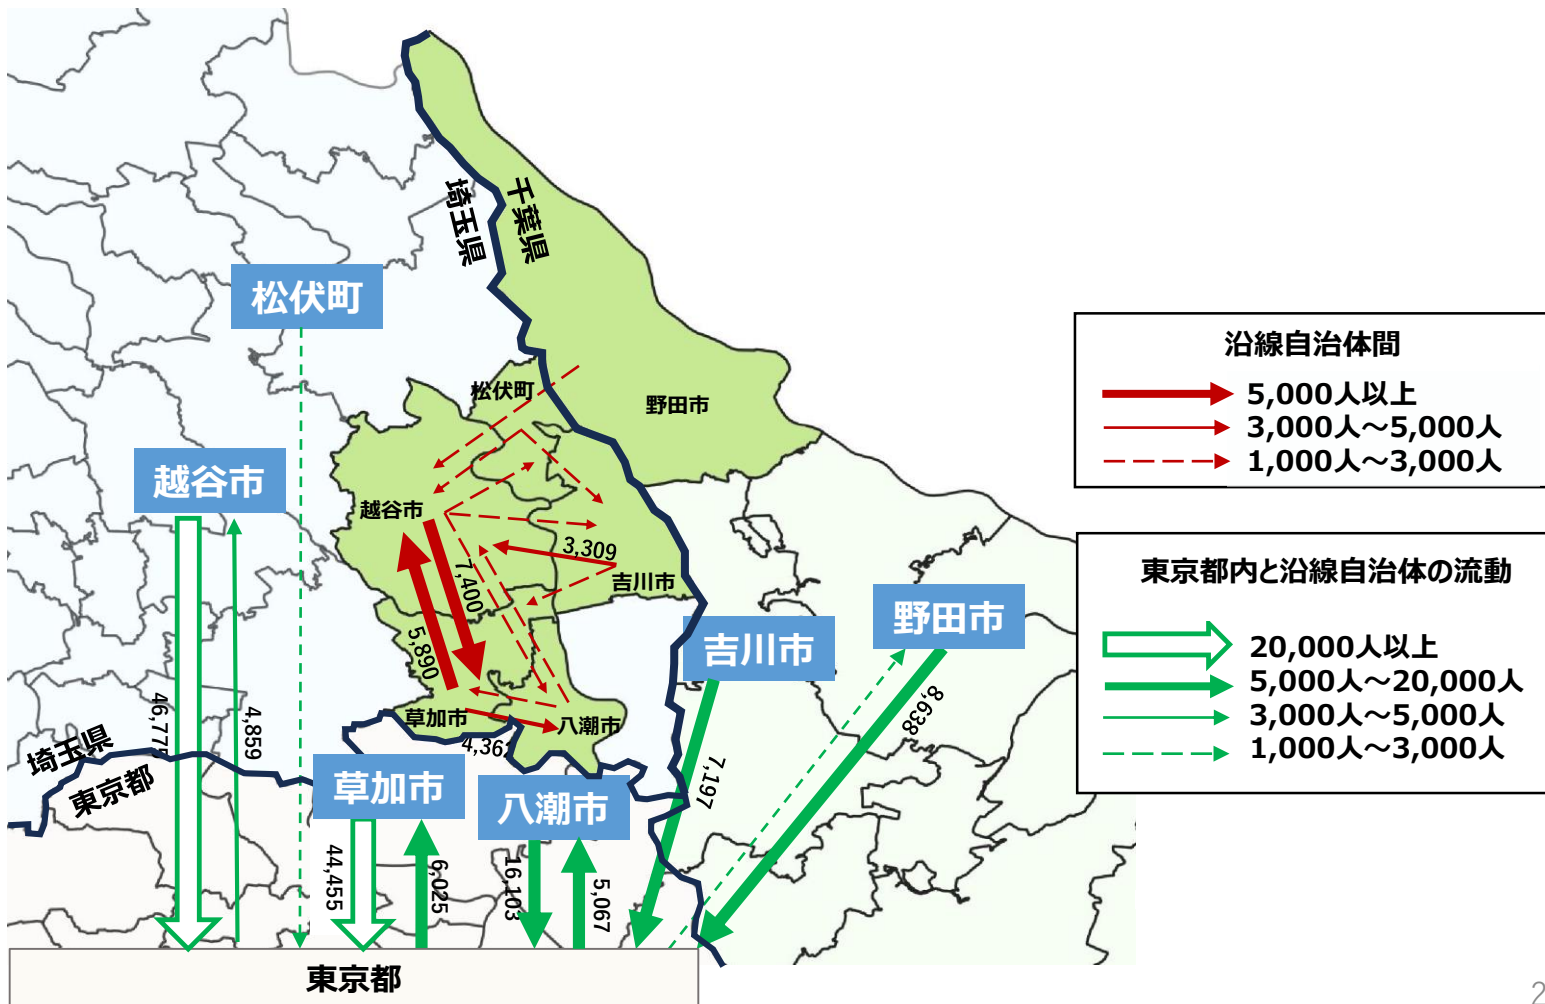 埼玉県
千葉県
松伏町
松伏町
野田市
越谷市
越谷市
3,309
吉川市
7,400
5,890
草加市
八潮市
46,775
4,859
埼玉県
東京都
草加市
八潮市
吉川市
野田市
44,455
6,025
16,103
5,067
7,197
8,638
東京都
沿線自治体間
5,000人以上
3,000人～5,000人
1,000人～3,000人
東京都内と沿線自治体の流動
20,000人以上
5,000人～20,000人
3,000人～5,000人
1,000人～3,000人
2